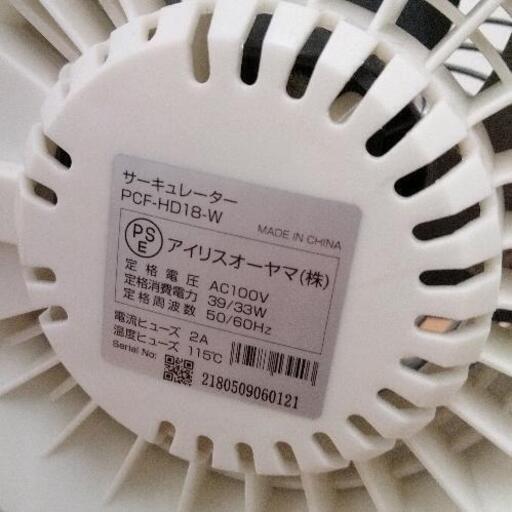 サーキュレーター
PCF-HD18-W
MADE IN CHINA
PS
E
アイリスオーヤマ(株)
定格電圧 AC100V
定格消費電力 39/33W
定格周波数 50/60Hz
電流ヒューズ 2A
温度ヒューズ 115℃
Serial No:
2180509060121